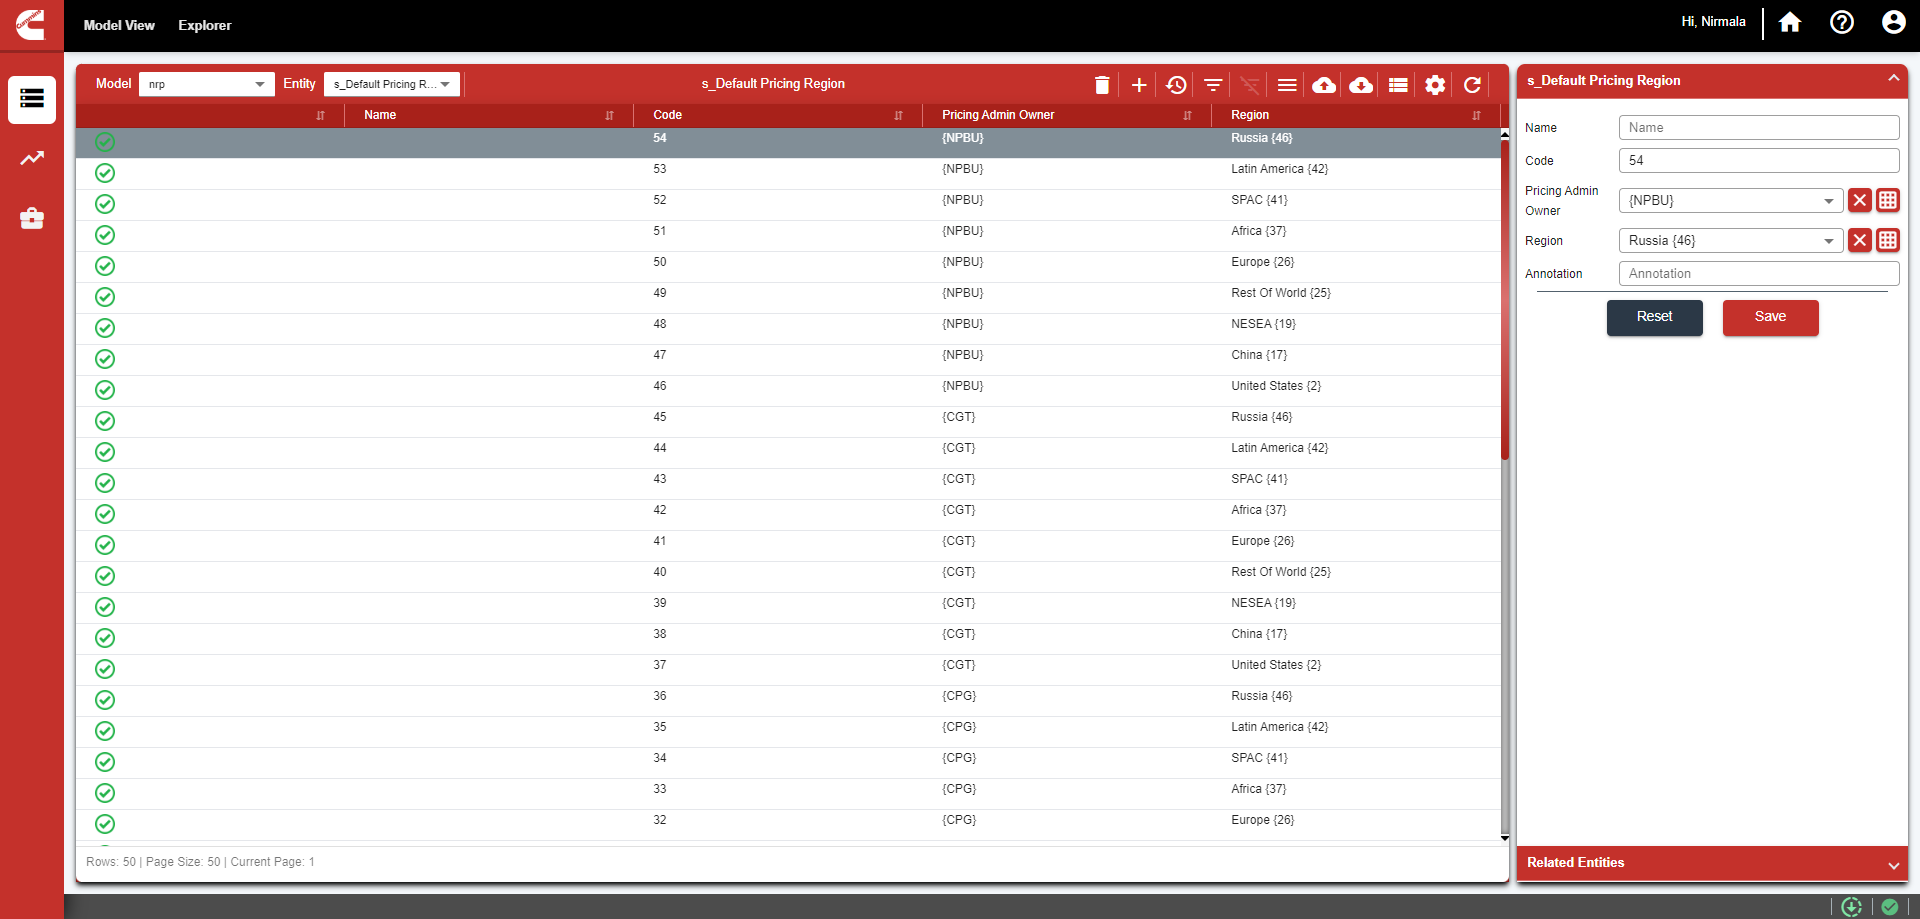 Cummins
Model View Explorer
Hi, Nirmala
Model nrp Entity s_Default Pricing R...
s_Default Pricing Region
Name Code Pricing Admin Owner Region
54 {NPBU} Russia {46}
53 {NPBU} Latin America {42}
52 {NPBU} SPAC {41}
51 {NPBU} Africa {37}
50 {NPBU} Europe {26}
49 {NPBU} Rest Of World {25}
48 {NPBU} NESEA {19}
47 {NPBU} China {17}
46 {NPBU} United States {2}
45 {CGT} Russia {46}
44 {CGT} Latin America {42}
43 {CGT} SPAC {41}
42 {CGT} Africa {37}
41 {CGT} Europe {26}
40 {CGT} Rest Of World {25}
39 {CGT} NESEA {19}
38 {CGT} China {17}
37 {CGT} United States {2}
36 {CPG} Russia {46}
35 {CPG} Latin America {42}
34 {CPG} SPAC {41}
33 {CPG} Africa {37}
32 {CPG} Europe {26}
Rows: 50 | Page Size: 50 | Current Page: 1
s_Default Pricing Region
Name Name
Code 54
Pricing Admin
Owner
{NPBU}
Region Russia {46}
Annotation Annotation
Reset Save
Related Entities